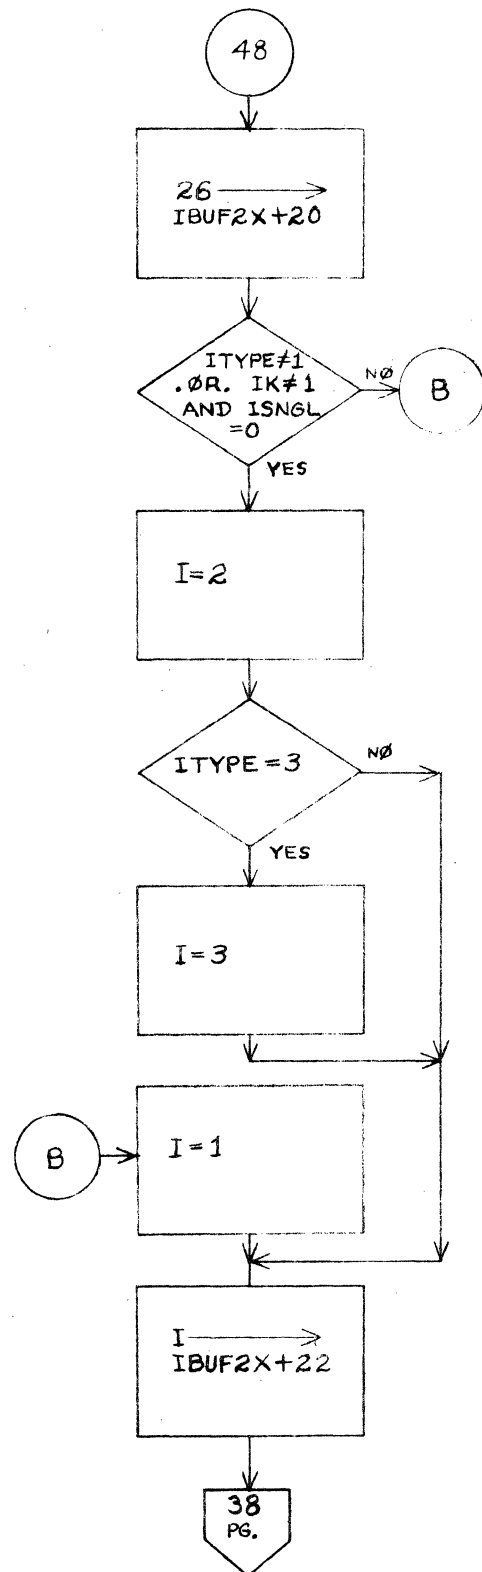 48
26
IBUF2X+20
ITYPE≠1
.ØR. IK≠1
AND ISNGL
=0
NØ
B
YES
I=2
ITYPE=3
NØ
YES
I=3
B
I=1
I
IBUF2X+22
38
PG.